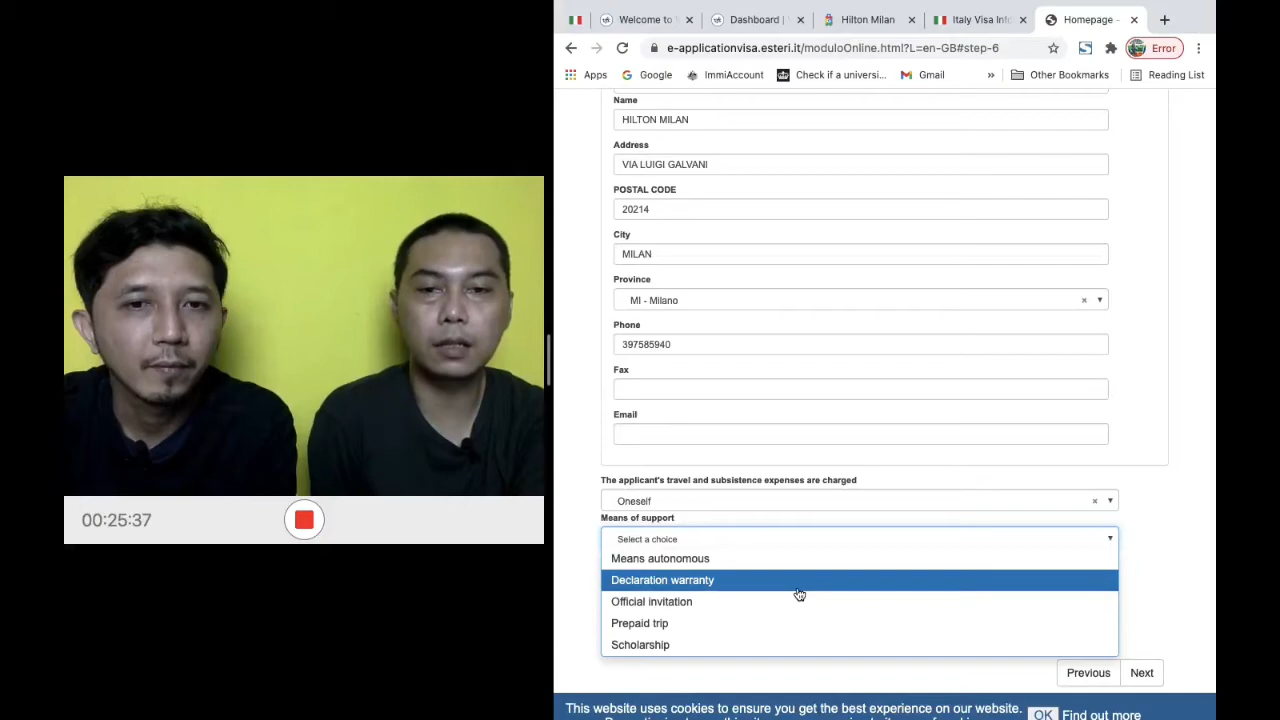 Welcome to
Dashboard |
Hilton Milan
Italy Visa Info
Homepage -
e-applicationvisa.esteri.it/moduloOnline.html?L=en-GB#step-6
Error
Apps
Google
ImmiAccount
Check if a universi...
Gmail
»
Other Bookmarks
Reading List
Name
HILTON MILAN
Address
VIA LUIGI GALVANI
POSTAL CODE
20214
City
MILAN
Province
MI - Milano
Phone
397585940
Fax
Email
The applicant's travel and subsistence expenses are charged
Oneself
Means of support
Select a choice
Means autonomous
Declaration warranty
Official invitation
Prepaid trip
Scholarship
Previous
Next
This website uses cookies to ensure you get the best experience on our website.
OK
Find out more
00:25:37